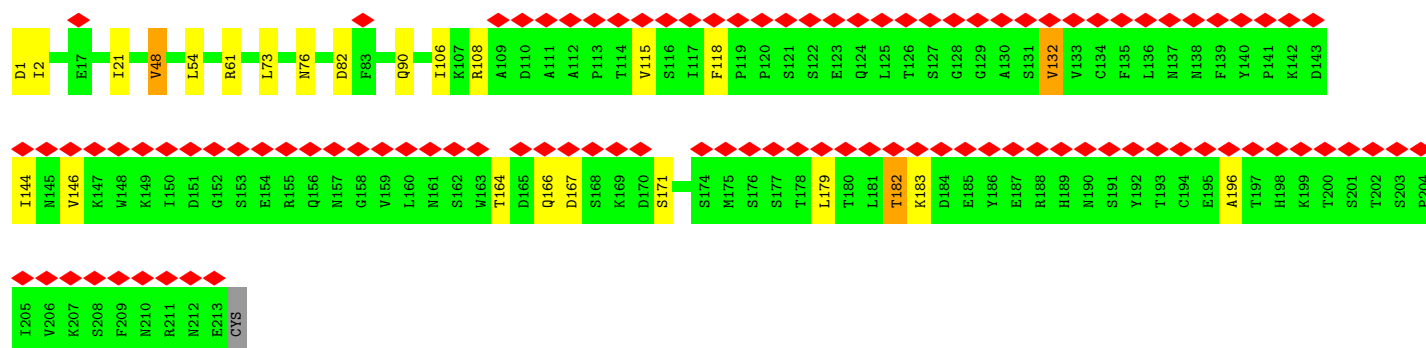 D1 I2 E17 I21 V48 L54 R61 L73 N76 D82 F83 Q90 I106 K107 R108 A109 D110 A111 A112 P113 T114 V115 S116 I117 F118 P119 P120 S121 S122 E123 Q124 L125 T126 S127 G128 G129 A130 S131 V132 V133 C134 F135 L136 N137 N138 F139 Y140 P141 K142 D143
I144 N145 V146 K147 W148 K149 I150 D151 G152 S153 E154 R155 Q156 N157 G158 V159 L160 N161 S162 W163 T164 D165 Q166 D167 S168 K169 D170 S171 S174 M175 S176 S177 T178 L179 T180 L181 T182 K183 D184 E185 Y186 E187 R188 H189 N190 S191 Y192 T193 C194 E195 A196 T197 H198 K199 T200 S201 T202 S203 P204
I205 V206 K207 S208 F209 N210 R211 N212 E213 CYS